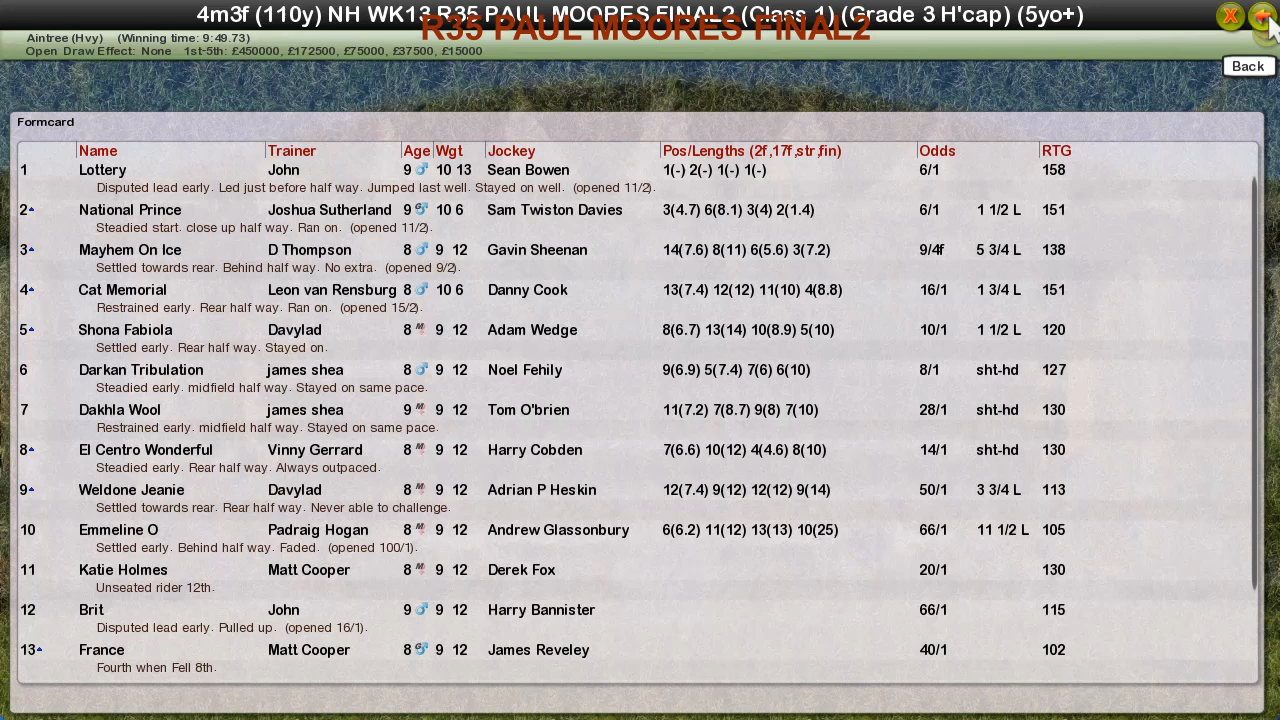 4m3f (110y) NH WK13 R35 PAUL MOORES FINAL2 (Class 1) (Grade 3 H'cap) (5yo+)
R35 PAUL MOORES FINAL2
Aintree (Hvy) (Winning time: 9:49.73)
Open Draw Effect: None 1st-5th: £450000, £172500, £75000, £37500, £15000
X
Back
Formcard
Name Trainer Age Wgt Jockey Pos/Lengths (2f,17f,str,fin) Odds RTG
1 Lottery John 9 10 13 Sean Bowen 1(-) 2(-) 1(-) 1(-) 6/1 158
Disputed lead early. Led just before half way. Jumped last well. Stayed on well. (opened 11/2).
2 National Prince Joshua Sutherland 9 G 10 6 Sam Twiston Davies 3(4.7) 6(8.1) 3(4) 2(1.4) 6/1 1 1/2 L 151
Steadied start. close up half way. Ran on. (opened 11/2).
3 Mayhem On Ice D Thompson 8 9 12 Gavin Sheenan 14(7.6) 8(11) 6(5.6) 3(7.2) 9/4f 5 3/4 L 138
Settled towards rear. Behind half way. No extra. (opened 9/2).
4 Cat Memorial Leon van Rensburg 8 10 6 Danny Cook 13(7.4) 12(12) 11(10) 4(8.8) 16/1 1 3/4 L 151
Restrained early. Rear half way. Ran on. (opened 15/2).
5 Shona Fabiola Davylad 8 M 9 12 Adam Wedge 8(6.7) 13(14) 10(8.9) 5(10) 10/1 1 1/2 L 120
Settled early. Rear half way. Stayed on.
6 Darkan Tribulation james shea 8 9 12 Noel Fehily 9(6.9) 5(7.4) 7(6) 6(10) 8/1 sht-hd 127
Steadied early. midfield half way. Stayed on same pace.
7 Dakhla Wool james shea 9 M 9 12 Tom O'brien 11(7.2) 7(8.7) 9(8) 7(10) 28/1 sht-hd 130
Restrained early. midfield half way. Stayed on same pace.
8 El Centro Wonderful Vinny Gerrard 8 M 9 12 Harry Cobden 7(6.6) 10(12) 4(4.6) 8(10) 14/1 sht-hd 130
Steadied early. Rear half way. Always outpaced.
9 Weldone Jeanie Davylad 8 M 9 12 Adrian P Heskin 12(7.4) 9(12) 12(12) 9(14) 50/1 3 3/4 L 113
Settled towards rear. Rear half way. Never able to challenge.
10 Emmeline O Padraig Hogan 8 M 9 12 Andrew Glassonbury 6(6.2) 11(12) 13(13) 10(25) 66/1 11 1/2 L 105
Settled early. Behind half way. Faded. (opened 100/1).
11 Katie Holmes Matt Cooper 8 M 9 12 Derek Fox 20/1 130
Unseated rider 12th.
12 Brit John 9 9 12 Harry Bannister 66/1 115
Disputed lead early. Pulled up. (opened 16/1).
13 France Matt Cooper 8 G 9 12 James Reveley 40/1 102
Fourth when Fell 8th.